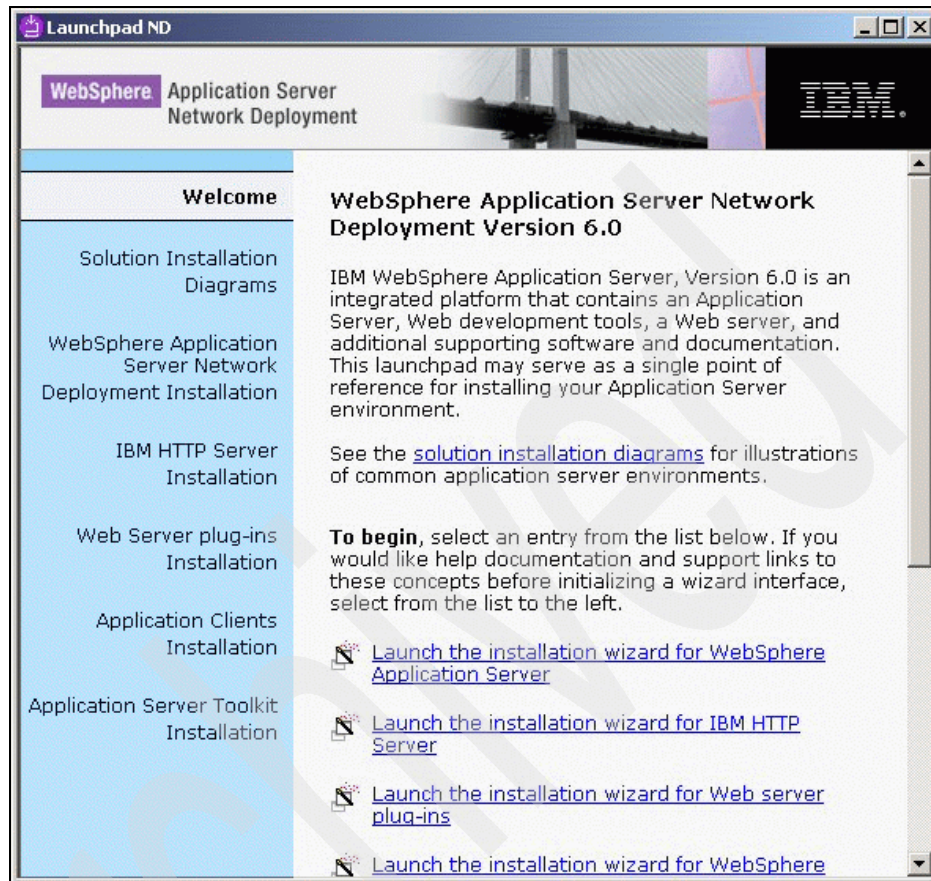 Launchpad ND
WebSphere. Application Server
Network Deployment
IBM.
Welcome
Solution Installation
Diagrams
WebSphere Application
Server Network
Deployment Installation
IBM HTTP Server
Installation
Web Server plug-ins
Installation
Application Clients
Installation
Application Server Toolkit
Installation
WebSphere Application Server Network
Deployment Version 6.0
IBM WebSphere Application Server, Version 6.0 is an
integrated platform that contains an Application
Server, Web development tools, a Web server, and
additional supporting software and documentation.
This launchpad may serve as a single point of
reference for installing your Application Server
environment.
See the solution installation diagrams for illustrations
of common application server environments.
To begin, select an entry from the list below. If you
would like help documentation and support links to
these concepts before initializing a wizard interface,
select from the list to the left.
Launch the installation wizard for WebSphere
Application Server
Launch the installation wizard for IBM HTTP
Server
Launch the installation wizard for Web server
plug-ins
Launch the installation wizard for WebSphere